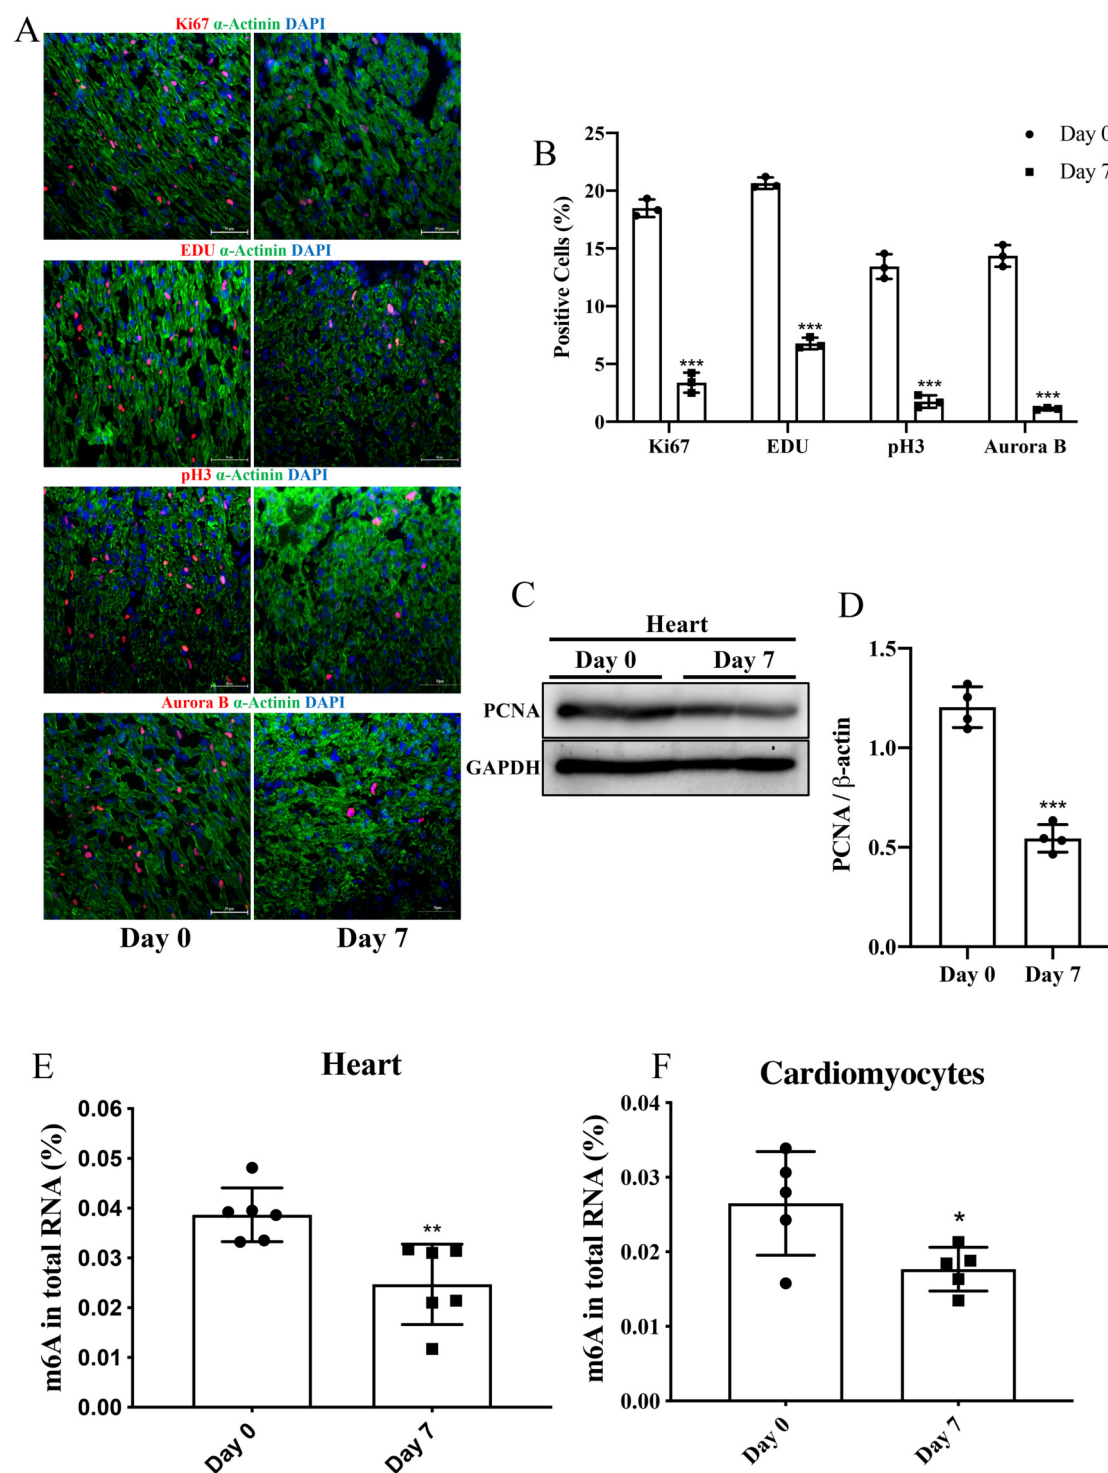 A
Ki67 α-Actinin DAPI
EDU α-Actinin DAPI
pH3 α-Actinin DAPI
Aurora B α-Actinin DAPI
Day 0 Day 7
B
Positive Cells (%)
25
20
15
10
5
0
*** *** *** ***
Ki67 EDU pH3 Aurora B
Day 0
Day 7
C
Heart
Day 0 Day 7
PCNA
GAPDH
D
PCNA / β-actin
1.5
1.0
0.5
0.0
***
Day 0 Day 7
E
Heart
m6A in total RNA (%)
0.06
0.05
0.04
0.03
0.02
0.01
0.00
**
Day 0 Day 7
F
Cardiomyocytes
m6A in total RNA (%)
0.04
0.03
0.02
0.01
0.00
*
Day 0 Day 7